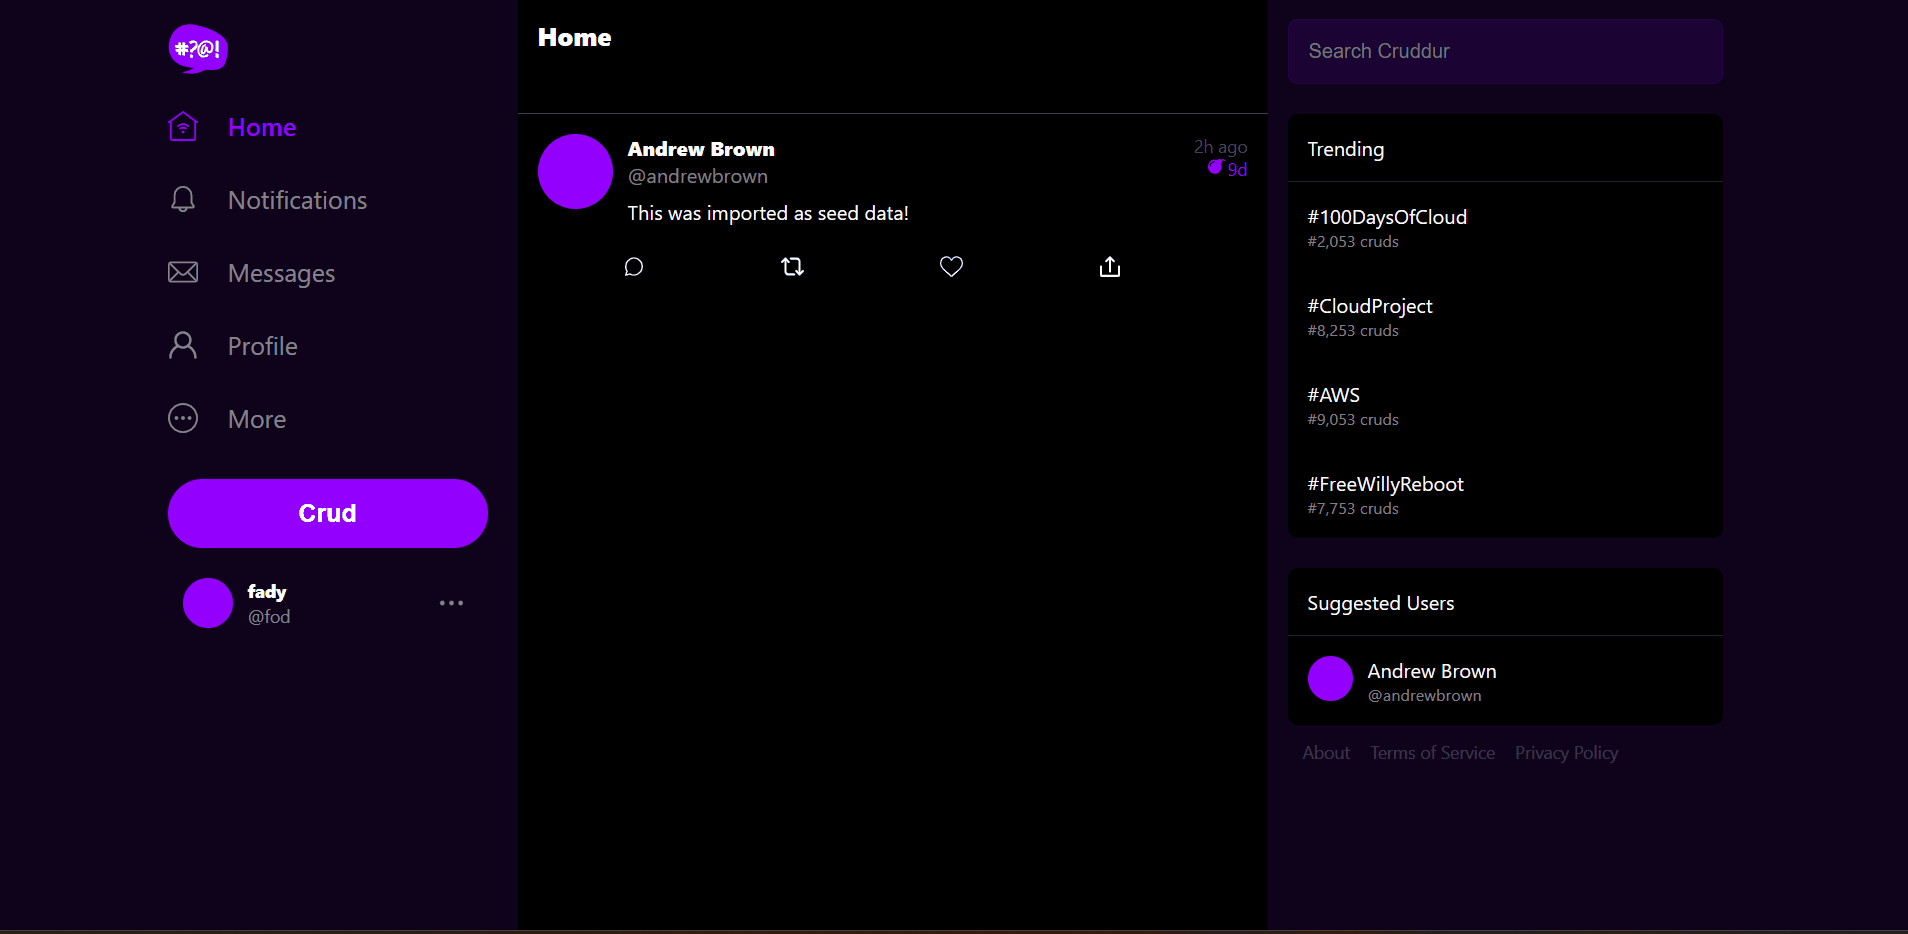 #?@!
Home
Notifications
Messages
Profile
More
Crud
fady
@fod
Home
Andrew Brown
@andrewbrown
2h ago
9d
This was imported as seed data!
Search Cruddur
Trending
#100DaysOfCloud
#2,053 cruds
#CloudProject
#8,253 cruds
#AWS
#9,053 cruds
#FreeWillyReboot
#7,753 cruds
Suggested Users
Andrew Brown
@andrewbrown
About Terms of Service Privacy Policy